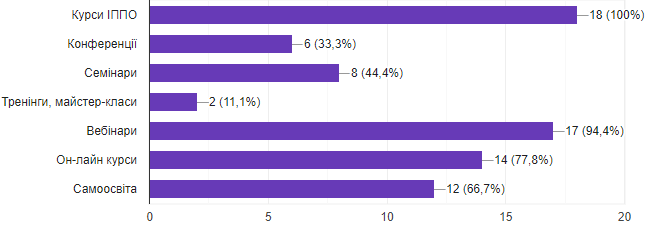 Курси ІППО 18 (100%)
Конференції 6 (33,3%)
Семінари 8 (44,4%)
Тренінги, майстер-класи 2 (11,1%)
Вебінари 17 (94,4%)
Он-лайн курси 14 (77,8%)
Самоосвіта 12 (66,7%)
0 5 10 15 20